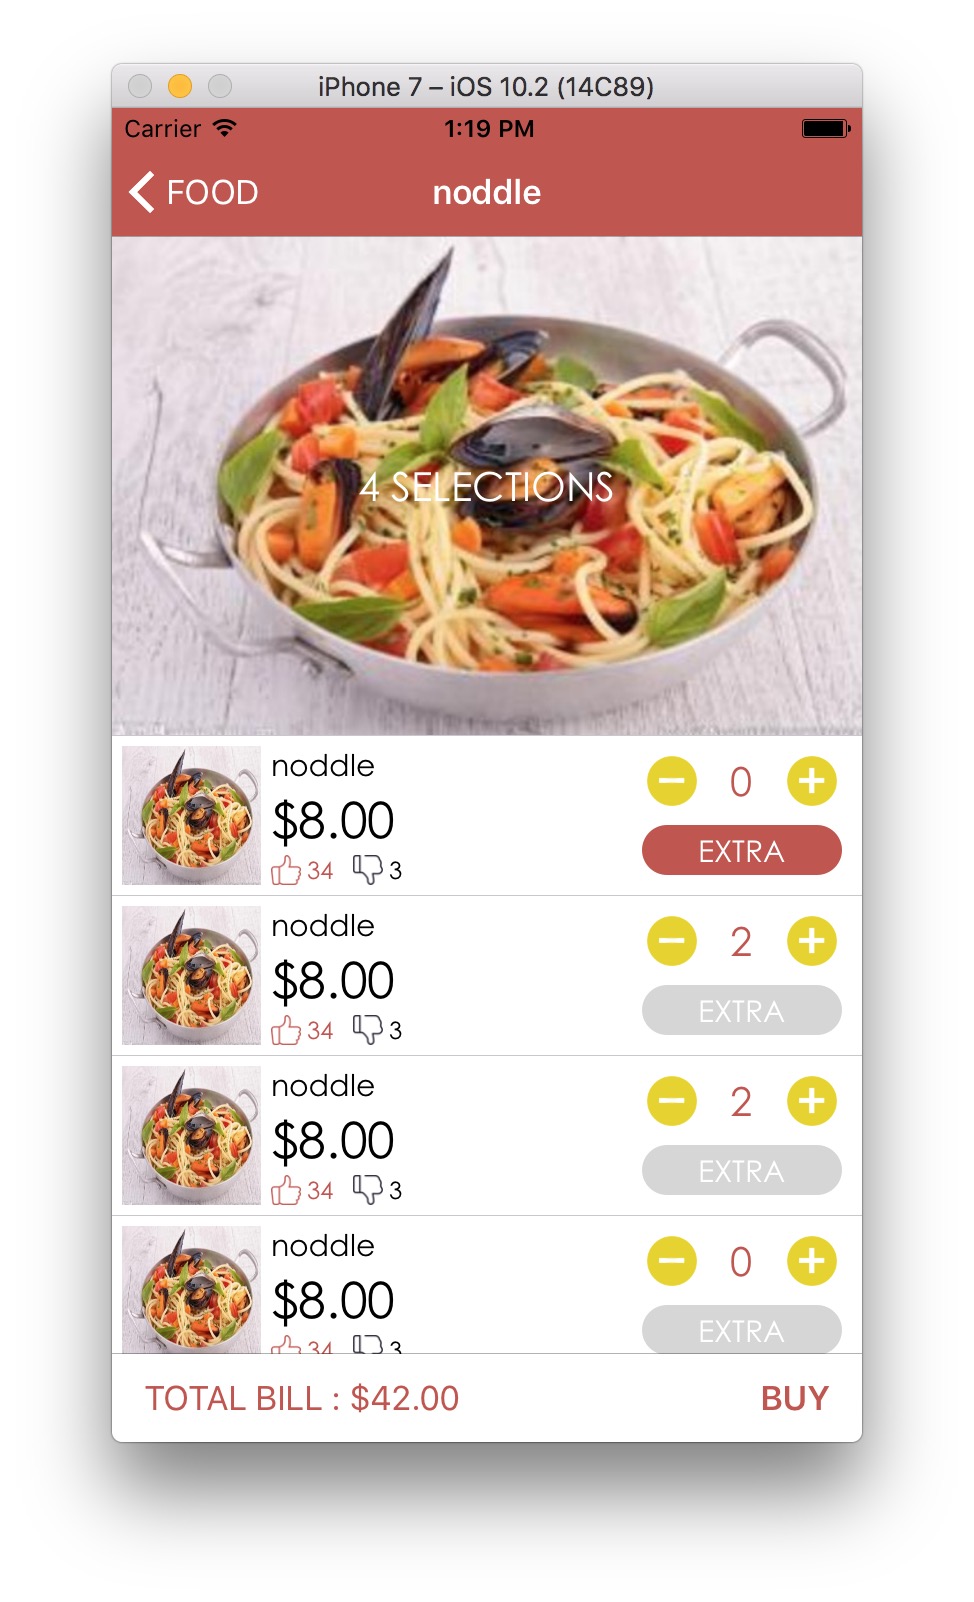 iPhone 7 – iOS 10.2 (14C89)
Carrier 1:19 PM
FOOD noddle
4 SELECTIONS
noddle
0
$8.00
EXTRA
34 3
noddle
2
$8.00
EXTRA
34 3
noddle
2
$8.00
EXTRA
34 3
noddle
0
$8.00
EXTRA
34 3
TOTAL BILL : $42.00 BUY